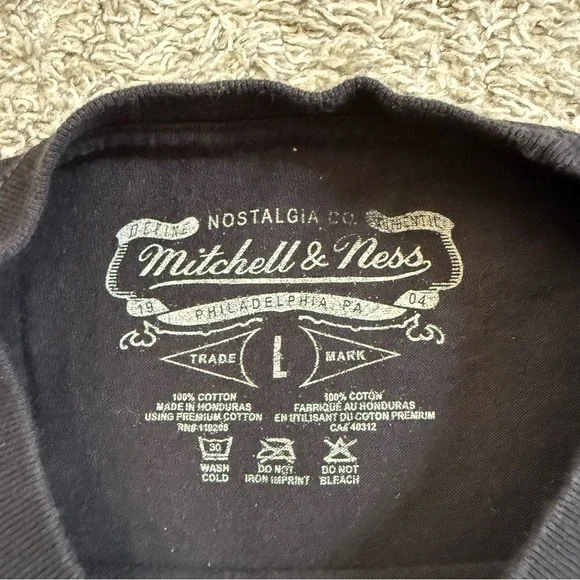 NOSTALGIA CO.
DEFINE AUTHENTIC
Mitchell & Ness
19 PHILADELPHIA, PA 04
TRADE L MARK
100% COTTON
MADE IN HONDURAS
USING PREMIUM COTTON
RN# 119298
100% COTON
FABRIQUÉ AU HONDURAS
EN UTILISANT DU COTON PREMIUM
CA# 40312
30
WASH
COLD
DO NOT
IRON IMPRINT
DO NOT
BLEACH